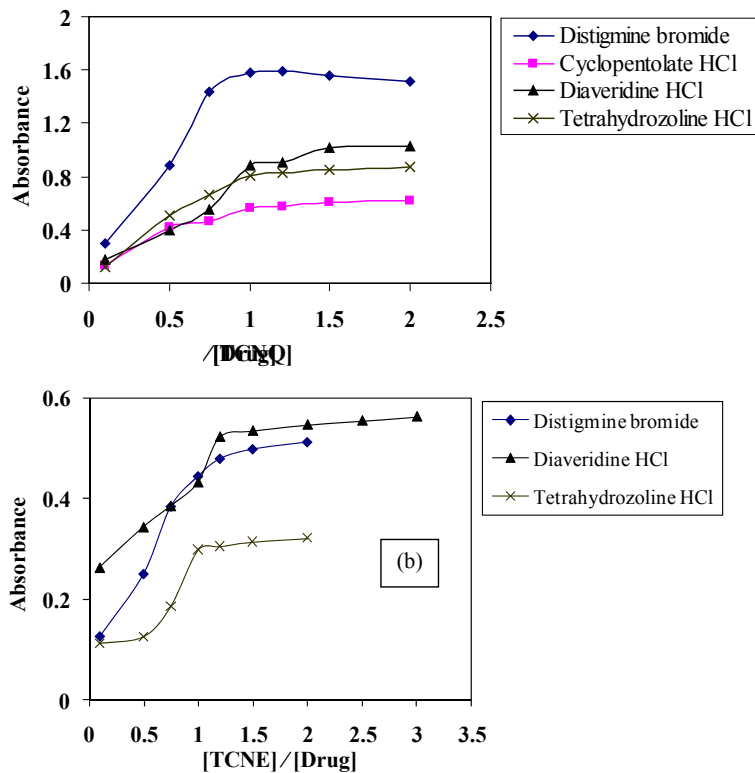 2
1.6
1.2
0.8
0.4
0
Absorbance
0 0.5 1 1.5 2 2.5
Distigmine bromide
Cyclopentolate HCl
Diaveridine HCl
Tetrahydrozoline HCl
0.6
0.4
0.2
0
Absorbance
0 0.5 1 1.5 2 2.5 3 3.5
[TCNE] / [Drug]
(b)
Distigmine bromide
Diaveridine HCl
Tetrahydrozoline HCl